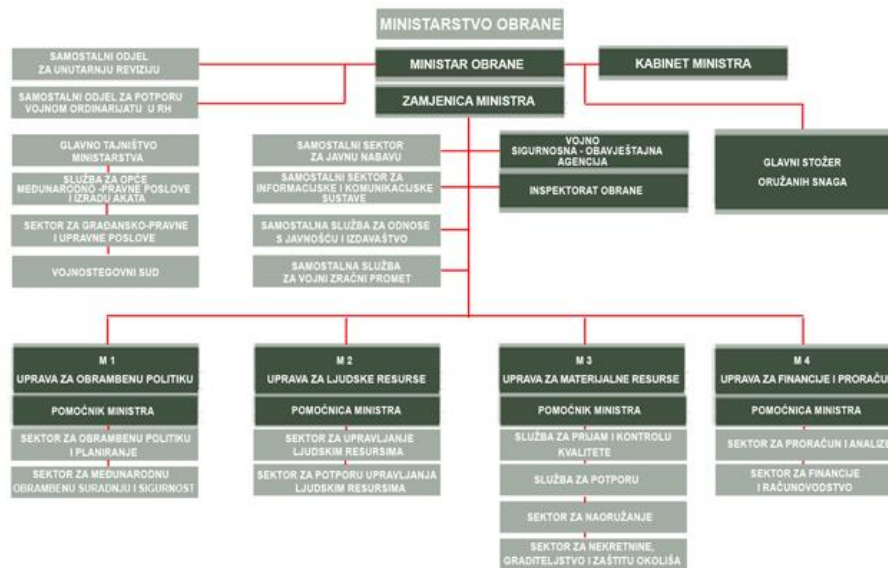 MINISTARSTVO OBRANE
SAMOSTALNI ODJEL
ZA UNUTARNJU REVIZIJU
MINISTAR OBRANE
KABINET MINISTRA
SAMOSTALNI ODJEL ZA POTPORU
VOJNOM ORDINARIJATU U RH
ZAMJENICA MINISTRA
GLAVNO TAJNIŠTVO
MINISTARSTVA
SLUŽBA ZA OPĆE
MEĐUNARODNO -PRAVNE POSLOVE
I IZRADU AKATA
SEKTOR ZA GRAĐANSKO-PRAVNE
I UPRAVNE POSLOVE
VOJNOSTEGOVNI SUD
SAMOSTALNI SEKTOR
ZA JAVNU NABAVU
SAMOSTALNI SEKTOR ZA
INFORMACIJSKE I KOMUNIKACIJSKE
SUSTAVE
SAMOSTALNA SLUŽBA ZA ODNOSE
S JAVNOŠĆU I IZDAVAŠTVO
SAMOSTALNA SLUŽBA
ZA VOJNI ZRAČNI PROMET
VOJNO
SIGURNOSNA - OBAVJEŠTAJNA
AGENCIJA
INSPEKTORAT OBRANE
GLAVNI STOŽER
ORUŽANIH SNAGA
M 1
UPRAVA ZA OBRAMBENU POLITIKU
POMOĆNIK MINISTRA
SEKTOR ZA OBRAMBENU POLITIKU
I PLANIRANJE
SEKTOR ZA MEĐUNARODNU
OBRAMBENU SURADNJU I SIGURNOST
M 2
UPRAVA ZA LJUDSKE RESURSE
POMOĆNICA MINISTRA
SEKTOR ZA UPRAVLJANJE
LJUDSKIM RESURSIMA
SEKTOR ZA POTPORU UPRAVLJANJA
LJUDSKIM RESURSIMA
M 3
UPRAVA ZA MATERIJALNE RESURSE
POMOĆNIK MINISTRA
SLUŽBA ZA PRIJAM I KONTROLU
KVALITETE
SLUŽBA ZA POTPORU
SEKTOR ZA NAORUŽANJE
SEKTOR ZA NEKRETNINE,
GRADITELJSTVO I ZAŠTITU OKOLIŠA
M 4
UPRAVA ZA FINANCIJE I PRORAČUN
POMOĆNICA MINISTRA
SEKTOR ZA PRORAČUN I ANALIZE
SEKTOR ZA FINANCIJE
I RAČUNOVODSTVO